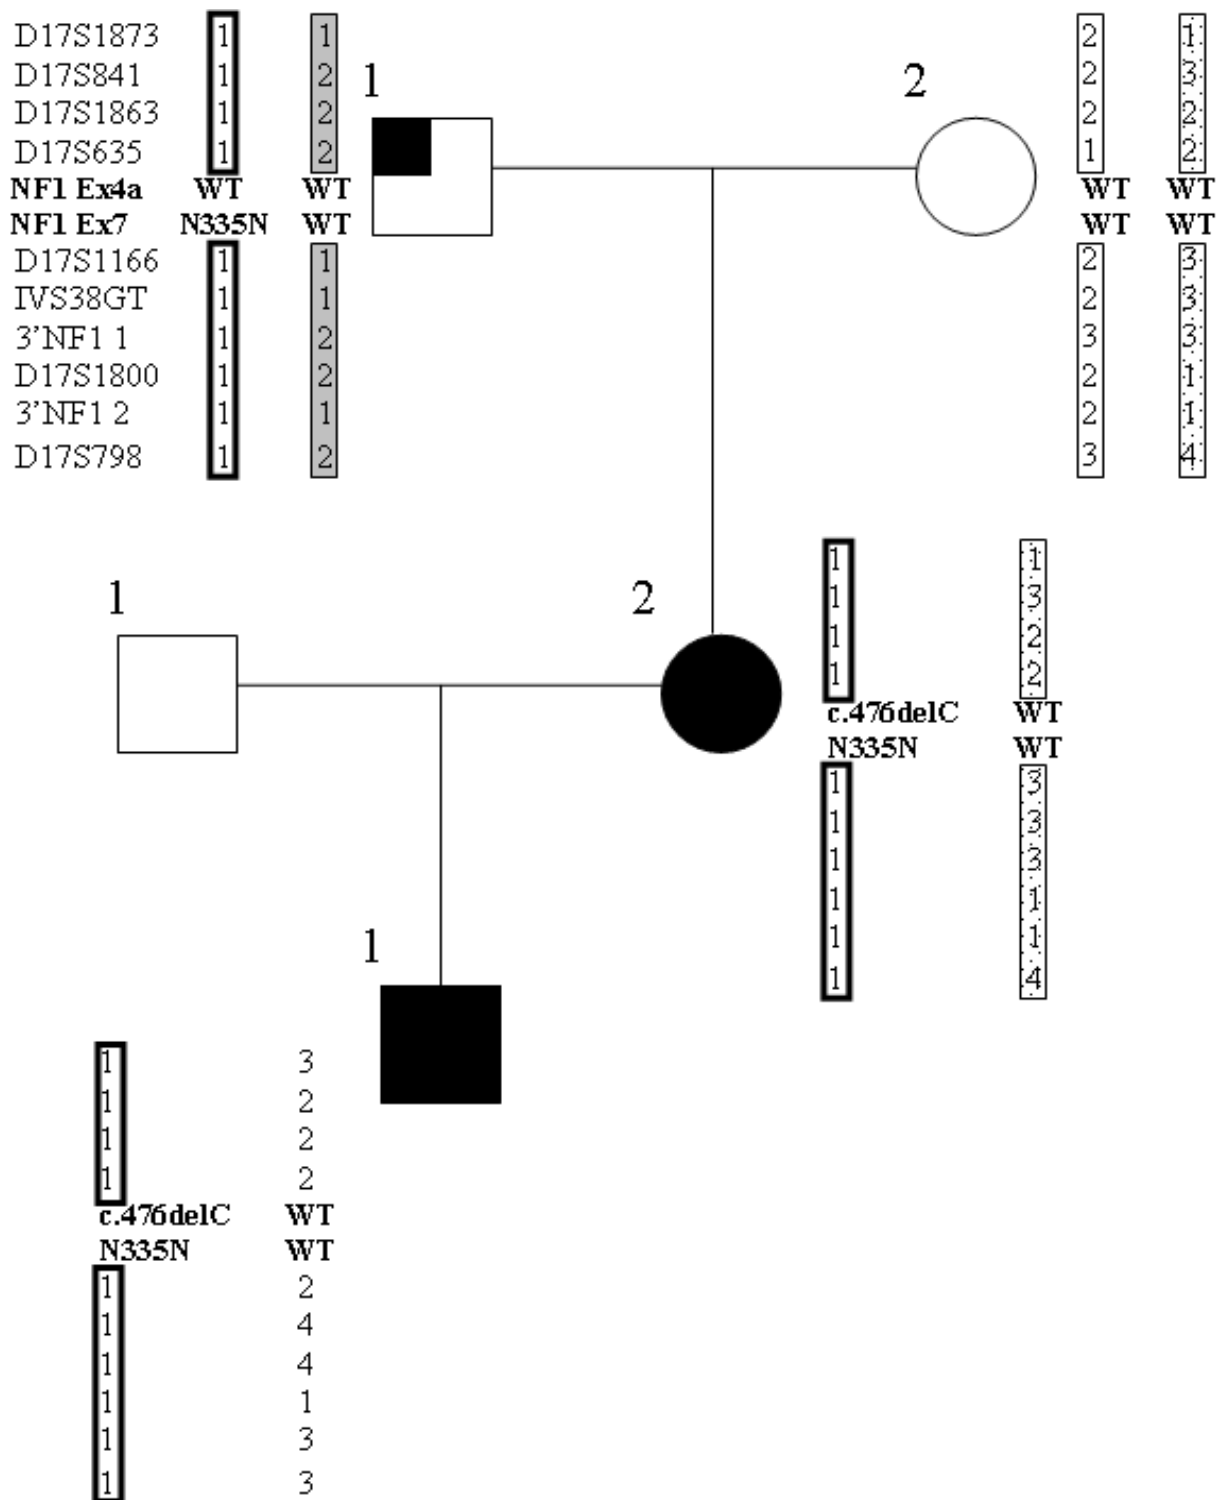 D17S1873 1 1 2 1
D17S841 1 2 2 3
1 2
D17S1863 1 2 2 2
D17S635 1 2 1 2
NF1 Ex4a WT WT WT WT
NF1 Ex7 N335N WT WT WT
D17S1166 1 1 2 3
IVS38GT 1 1 2 3
3'NF1 1 1 2 3 3
D17S1800 1 2 2 1
3'NF1 2 1 1 2 1
D17S798 1 2 3 4
1 1
1 2 1 3
1 2
1 2
c.476delC WT
N335N WT
1 3
1 3
1 3
1 1
1 1
1
1 4
1 3
1 2
1 2
1 2
c.476delC WT
N335N WT
1 2
1 4
1 4
1 1
1 3
1 3